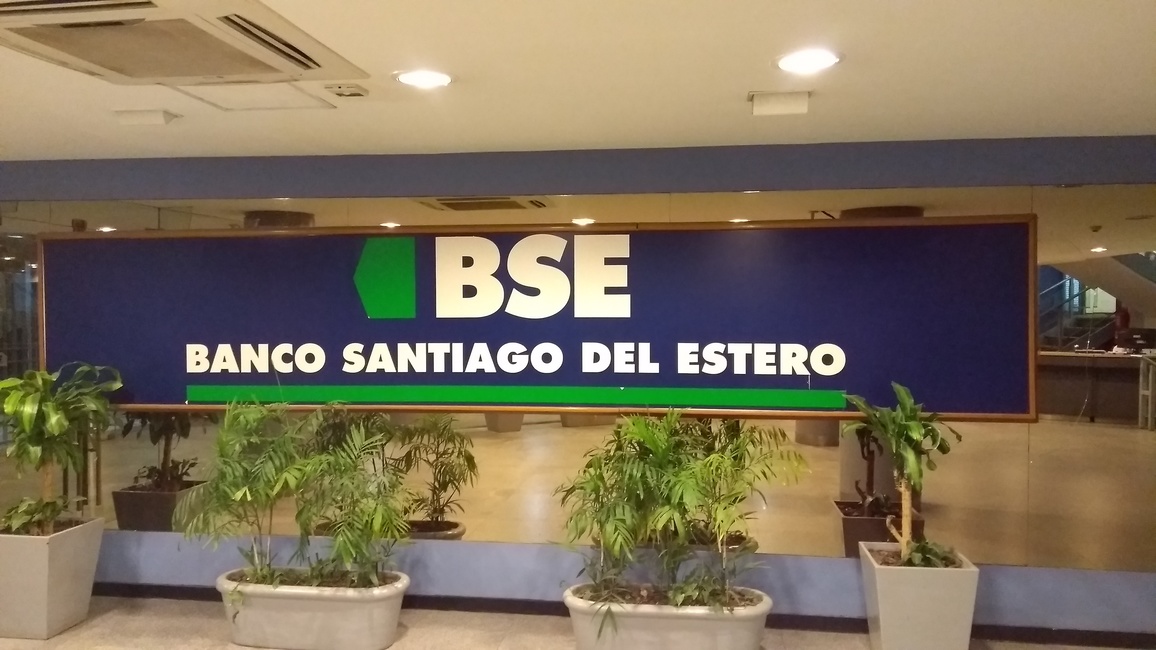 BSE
BANCO SANTIAGO DEL ESTERO